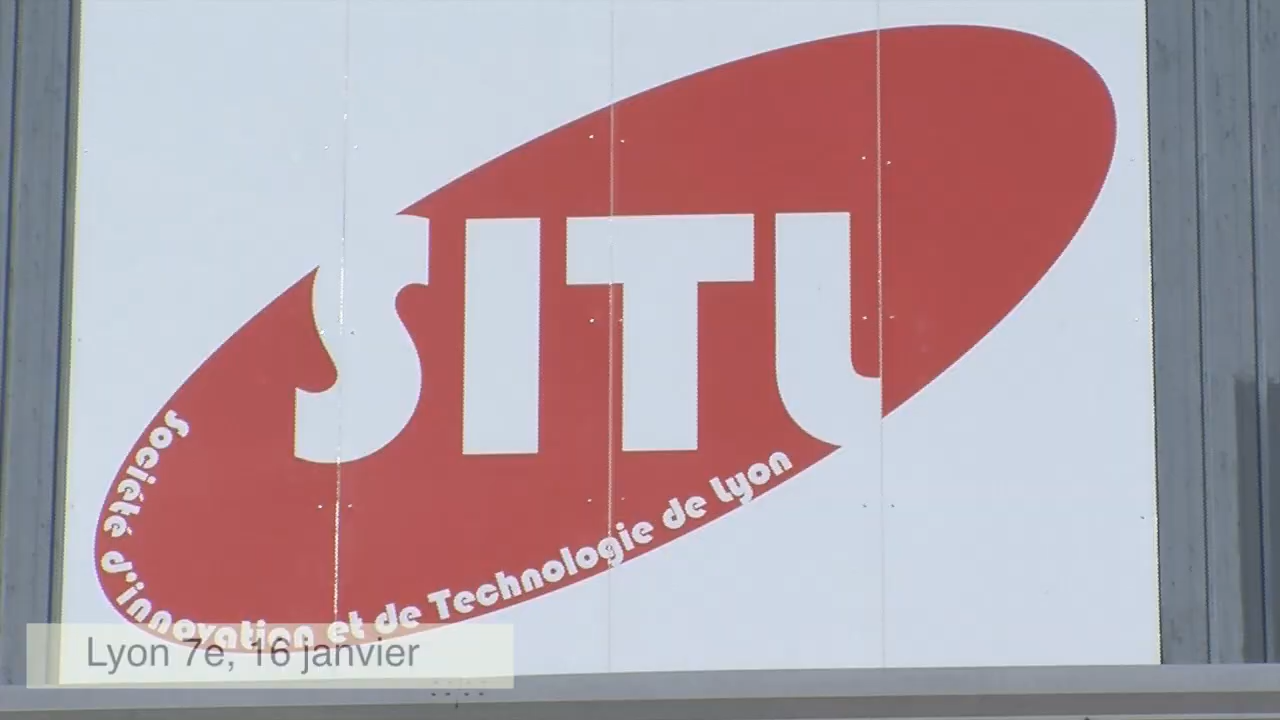 SITL
Société d'innovation et de Technologie de Lyon
Lyon 7e, 16 janvier